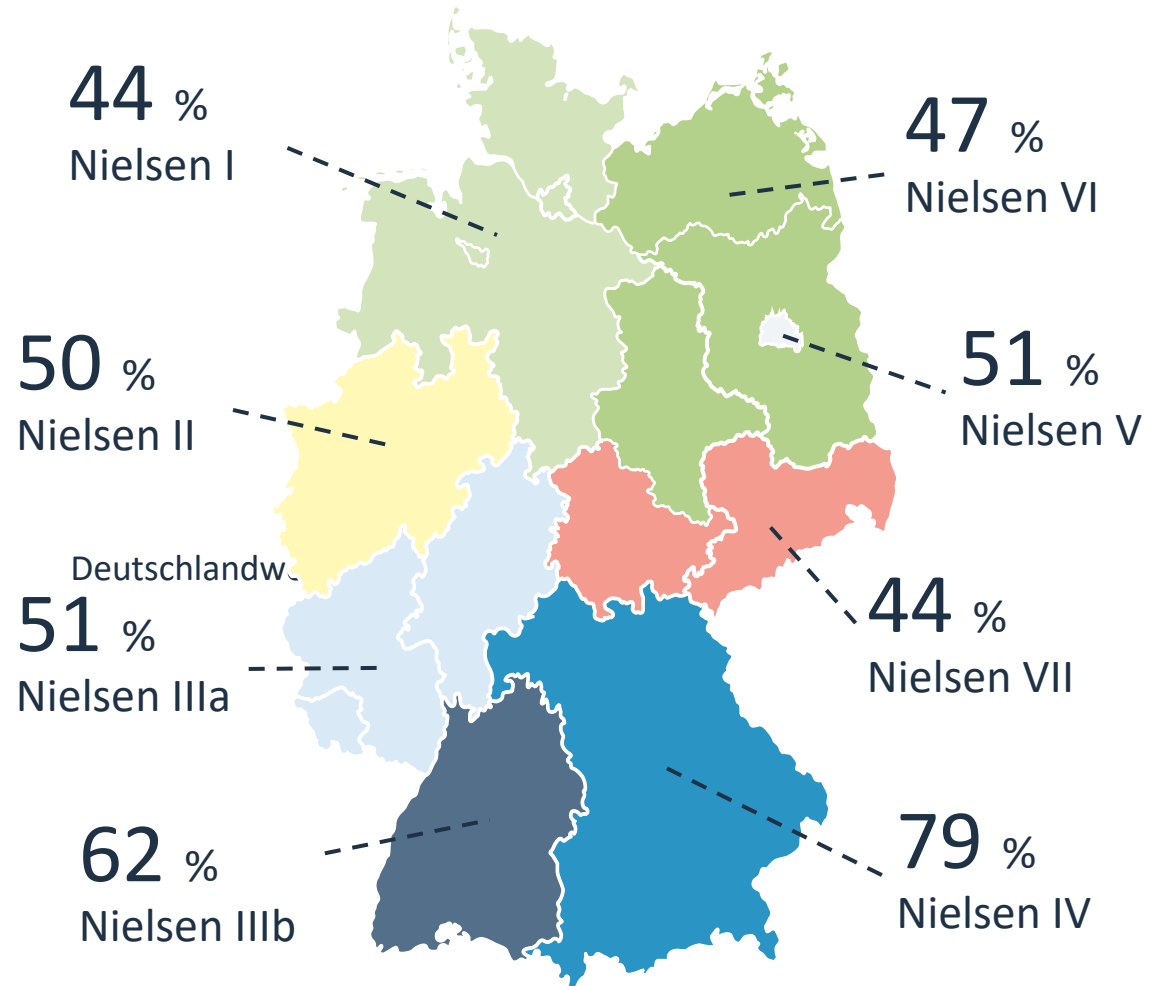 44 %
Nielsen I
47 %
Nielsen VI
50 %
Nielsen II
51 %
Nielsen V
51 %
Nielsen IIIa
44 %
Nielsen VII
62 %
Nielsen IIIb
79 %
Nielsen IV